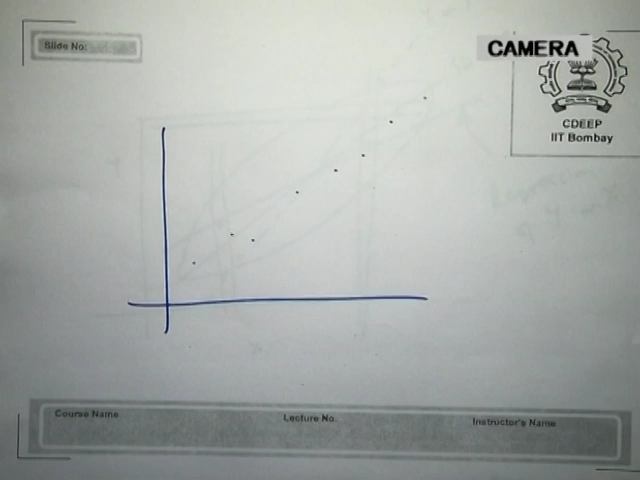 Slide No:
CAMERA
CDEEP
IIT Bombay
Course Name
Lecture No.
Instructor's Name